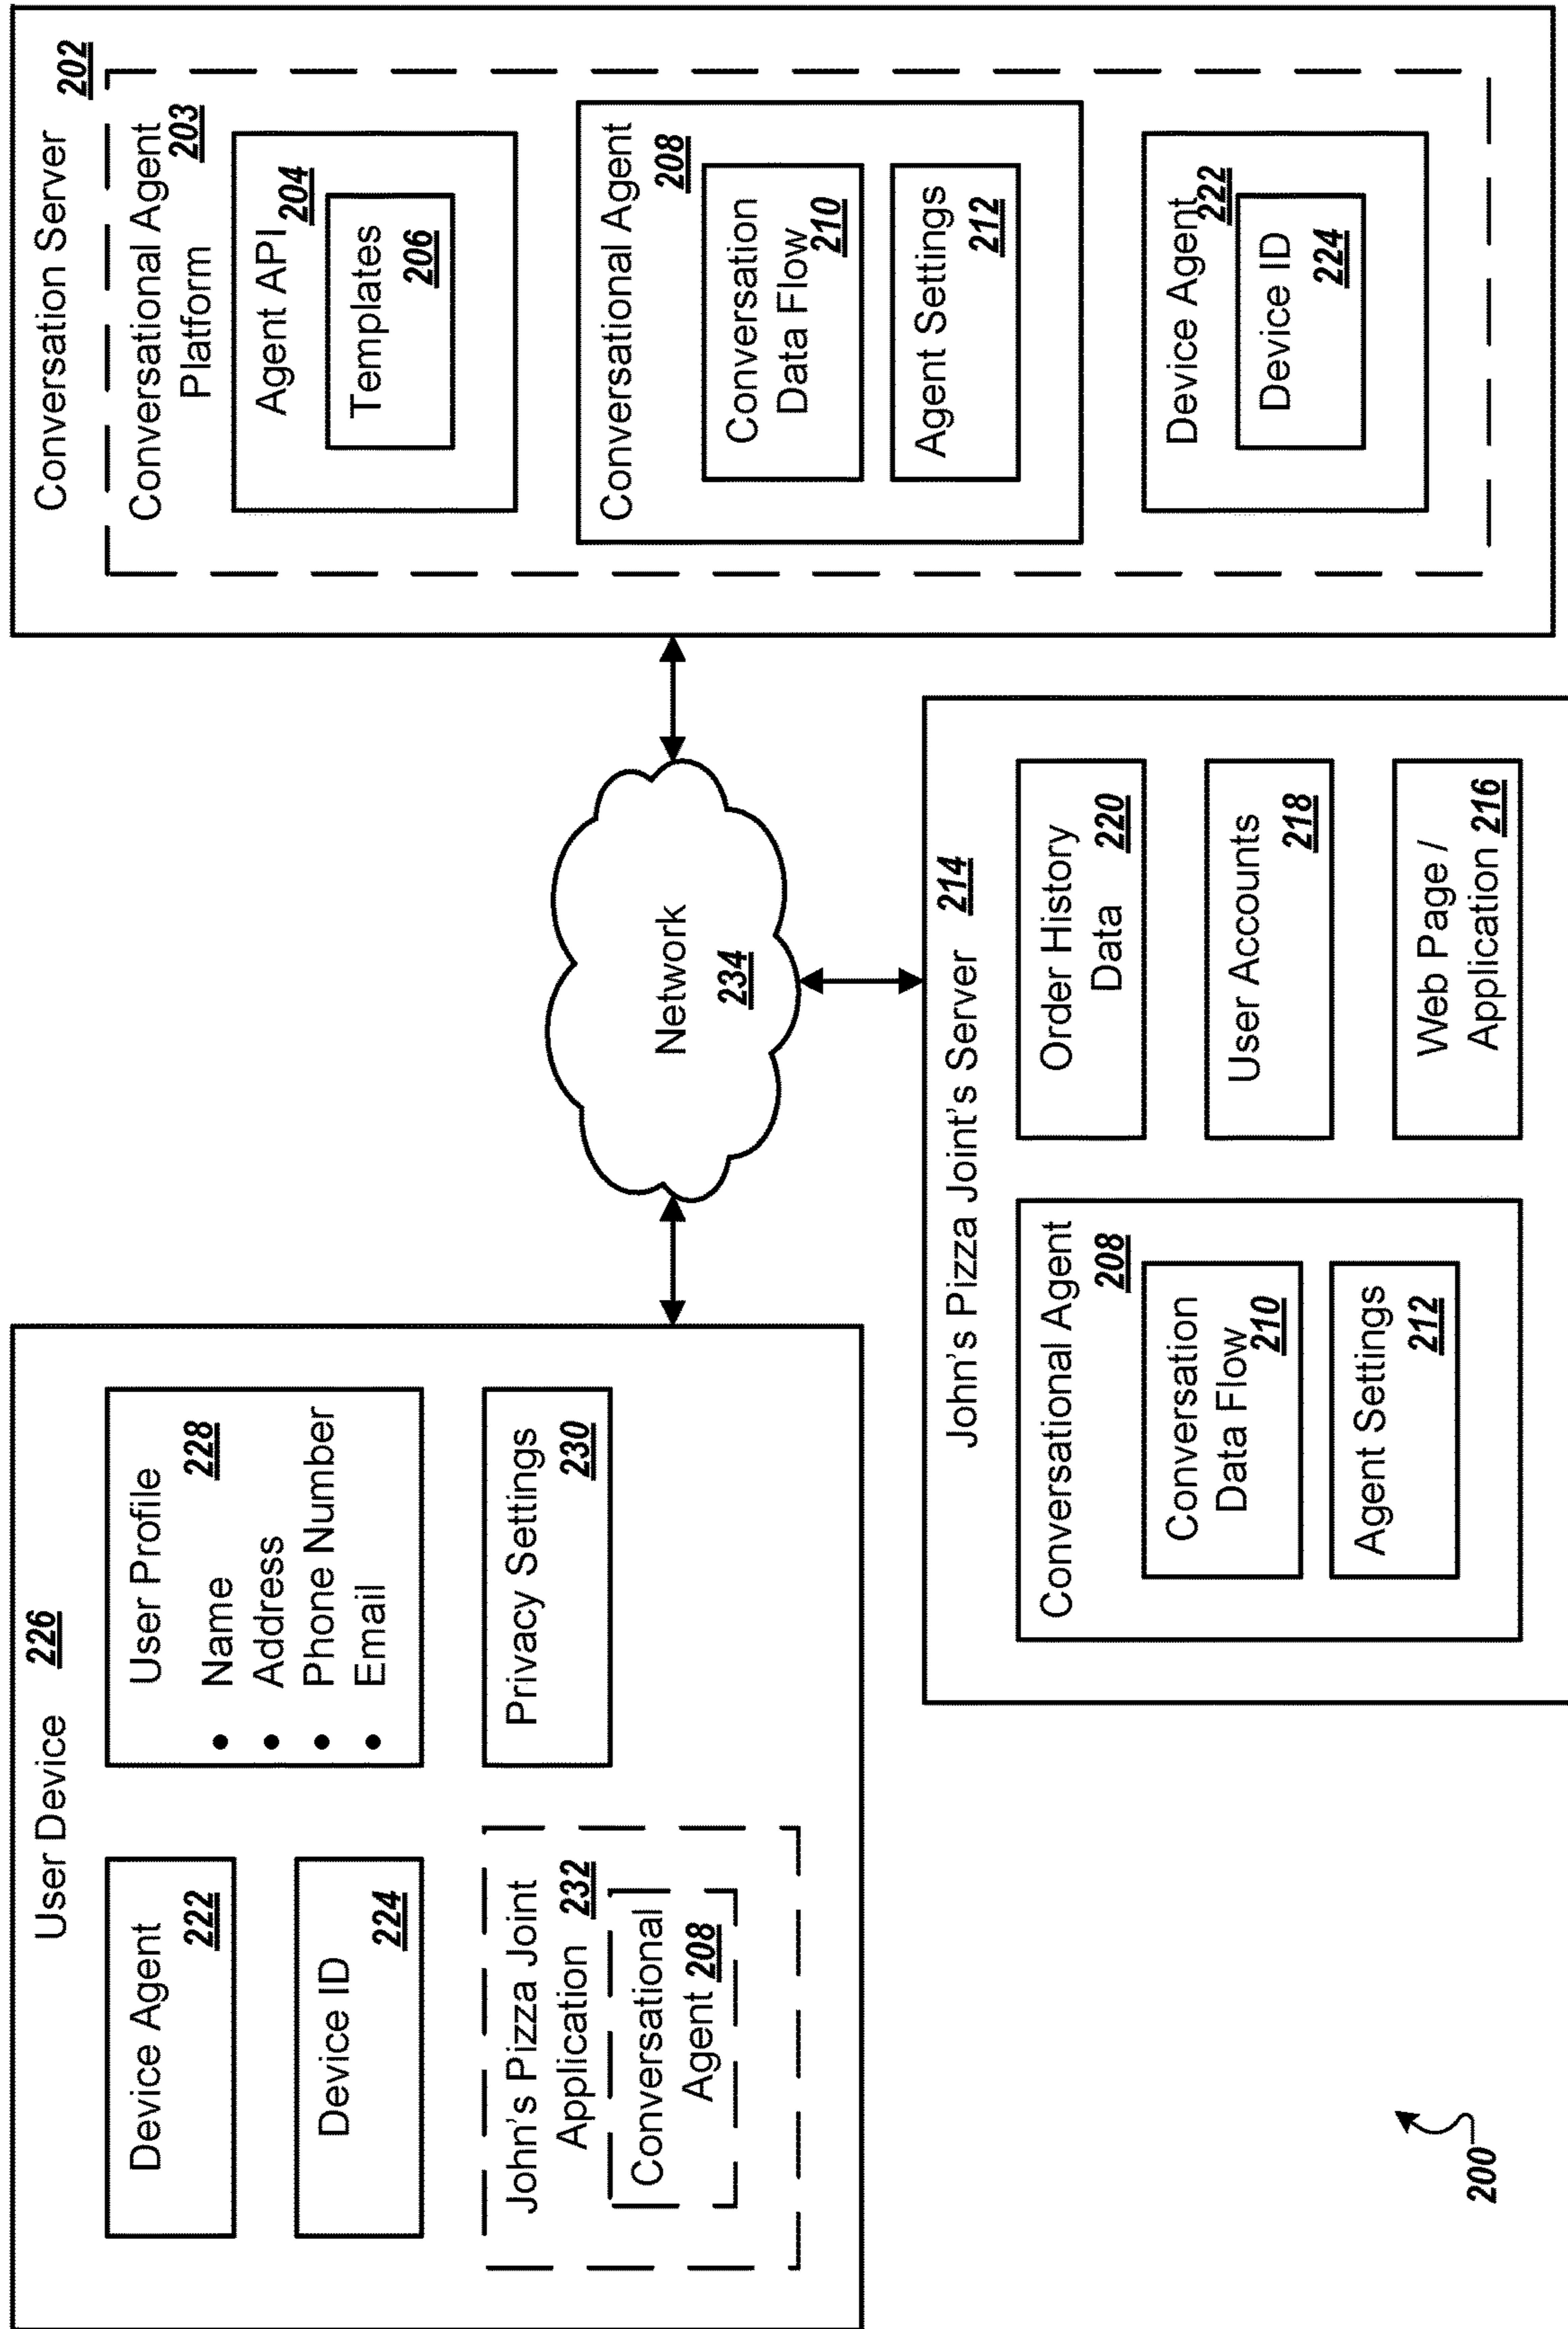 User Device 226
Device Agent
222
User Profile
228
• Name
• Address
• Phone Number
• Email
Device ID
224
John's Pizza Joint
Application 232
Conversational
Agent 208
Privacy Settings
230
Network
234
Conversation Server
202
Conversational Agent
Platform 203
Agent API
204
Templates
206
Conversational Agent
208
Conversation
Data Flow
210
Agent Settings
212
Device Agent
222
Device ID
224
John's Pizza Joint's Server 214
Conversational Agent
208
Conversation
Data Flow
210
Agent Settings
212
Order History
Data 220
User Accounts
218
Web Page /
Application 216
200